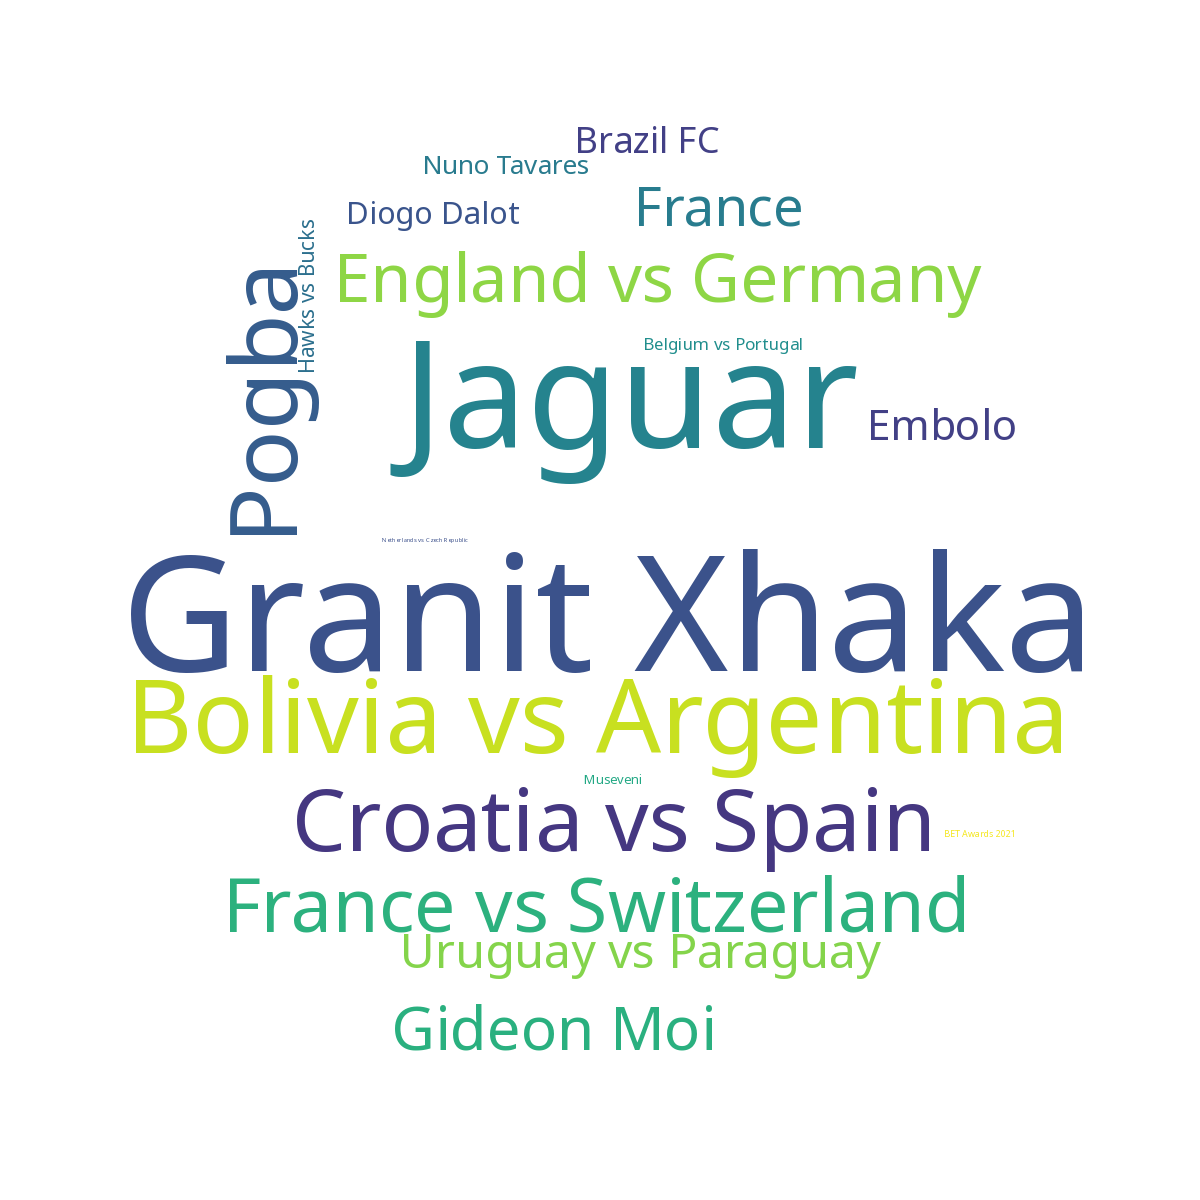 Brazil FC
Nuno Tavares
Diogo Dalot
France
Hawks vs Bucks
England vs Germany
Pogba
Belgium vs Portugal
Jaguar
Embolo
Netherlands vs Czech Republic
Granit Xhaka
Bolivia vs Argentina
Museveni
Croatia vs Spain
BET Awards 2021
France vs Switzerland
Uruguay vs Paraguay
Gideon Moi